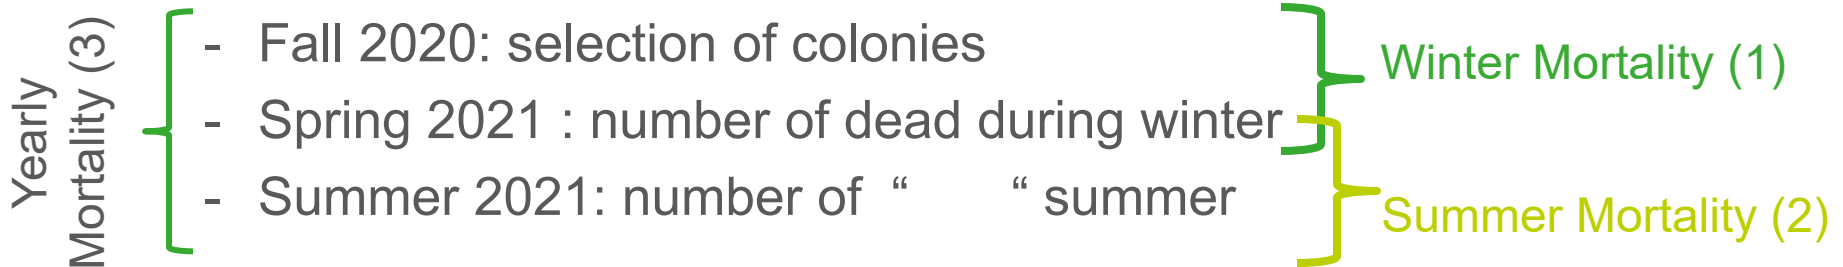 Yearly
Mortality (3)
- Fall 2020: selection of colonies
- Spring 2021 : number of dead during winter
- Summer 2021: number of “ “ summer
Winter Mortality (1)
Summer Mortality (2)